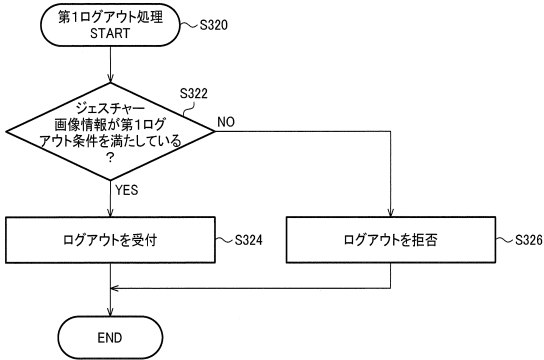 第1ログアウト処理
START
S320
S322
ジェスチャー
画像情報が第1ログ
アウト条件を満たしている
?
NO
YES
ログアウトを受付
S324
ログアウトを拒否
S326
END